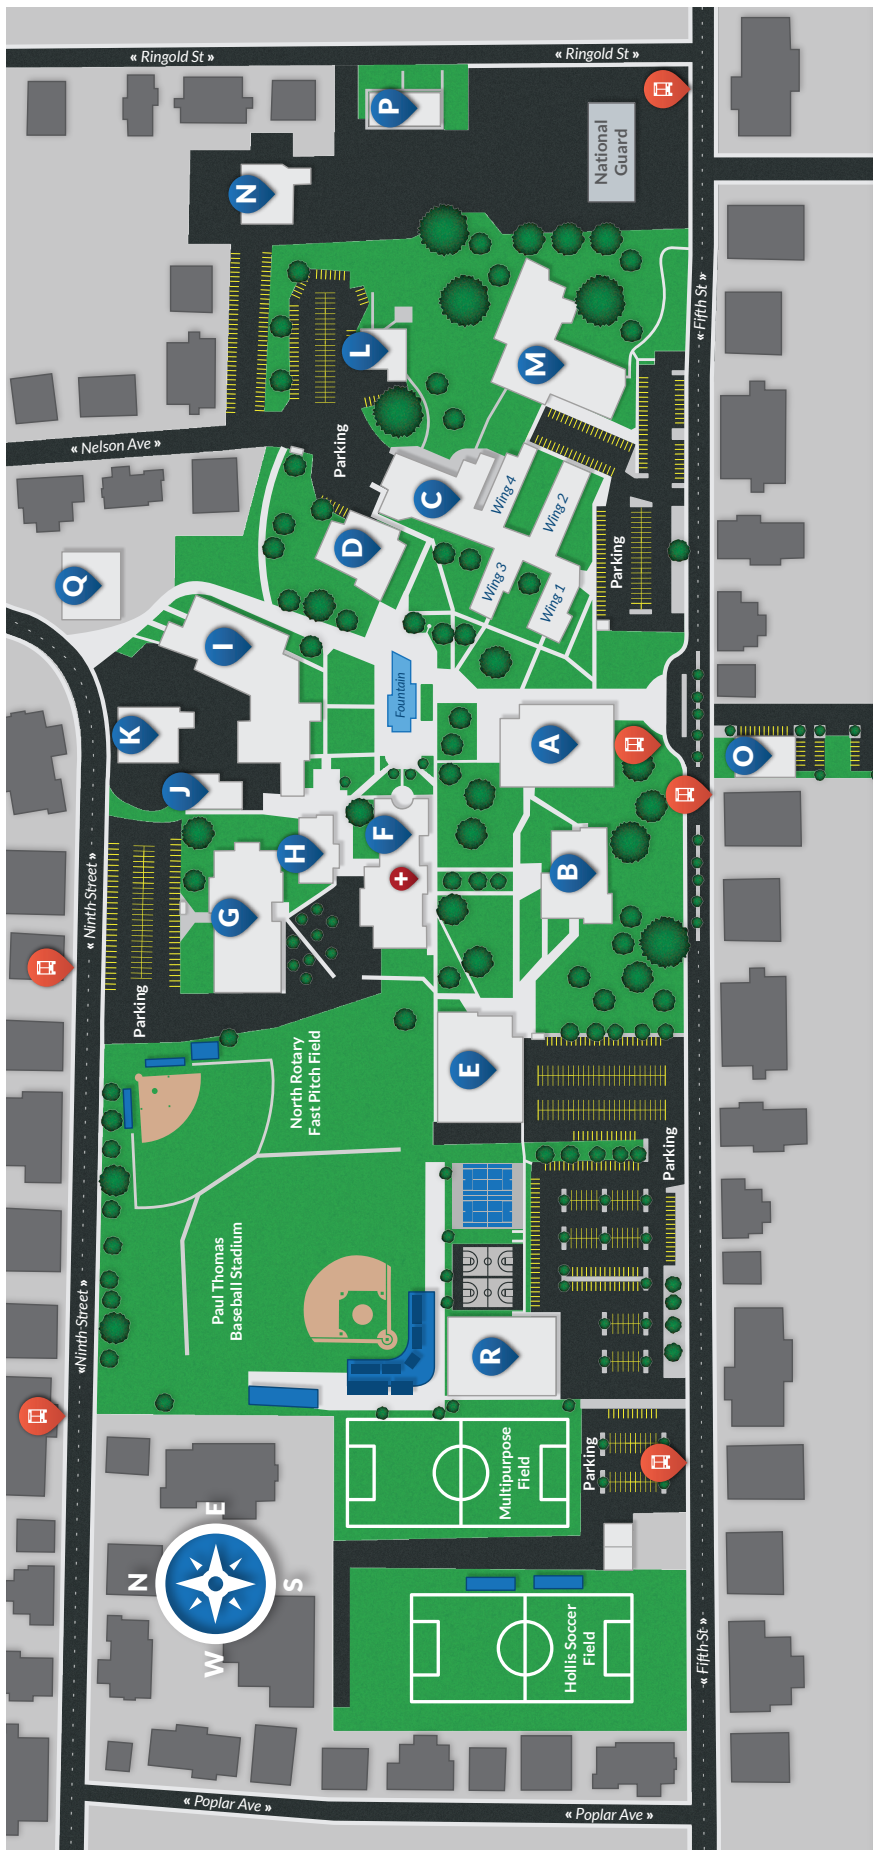 « Ringold St »
« Ringold St »
P
National
Guard
N
« Fifth St »
L
M
« Nelson Ave »
Parking
C
Wing 4
Wing 2
D
Wing 3
Wing 1
Parking
Q
I
Fountain
K
A
O
J
F
H
B
G
« Ninth Street »
Parking
E
North Rotary
Fast Pitch Field
Parking
Paul Thomas
Baseball Stadium
«Ninth Street »
R
Multipurpose
Field
Parking
N
E
S
W
Hollis Soccer
Field
« Fifth St »
« Poplar Ave »
« Poplar Ave »